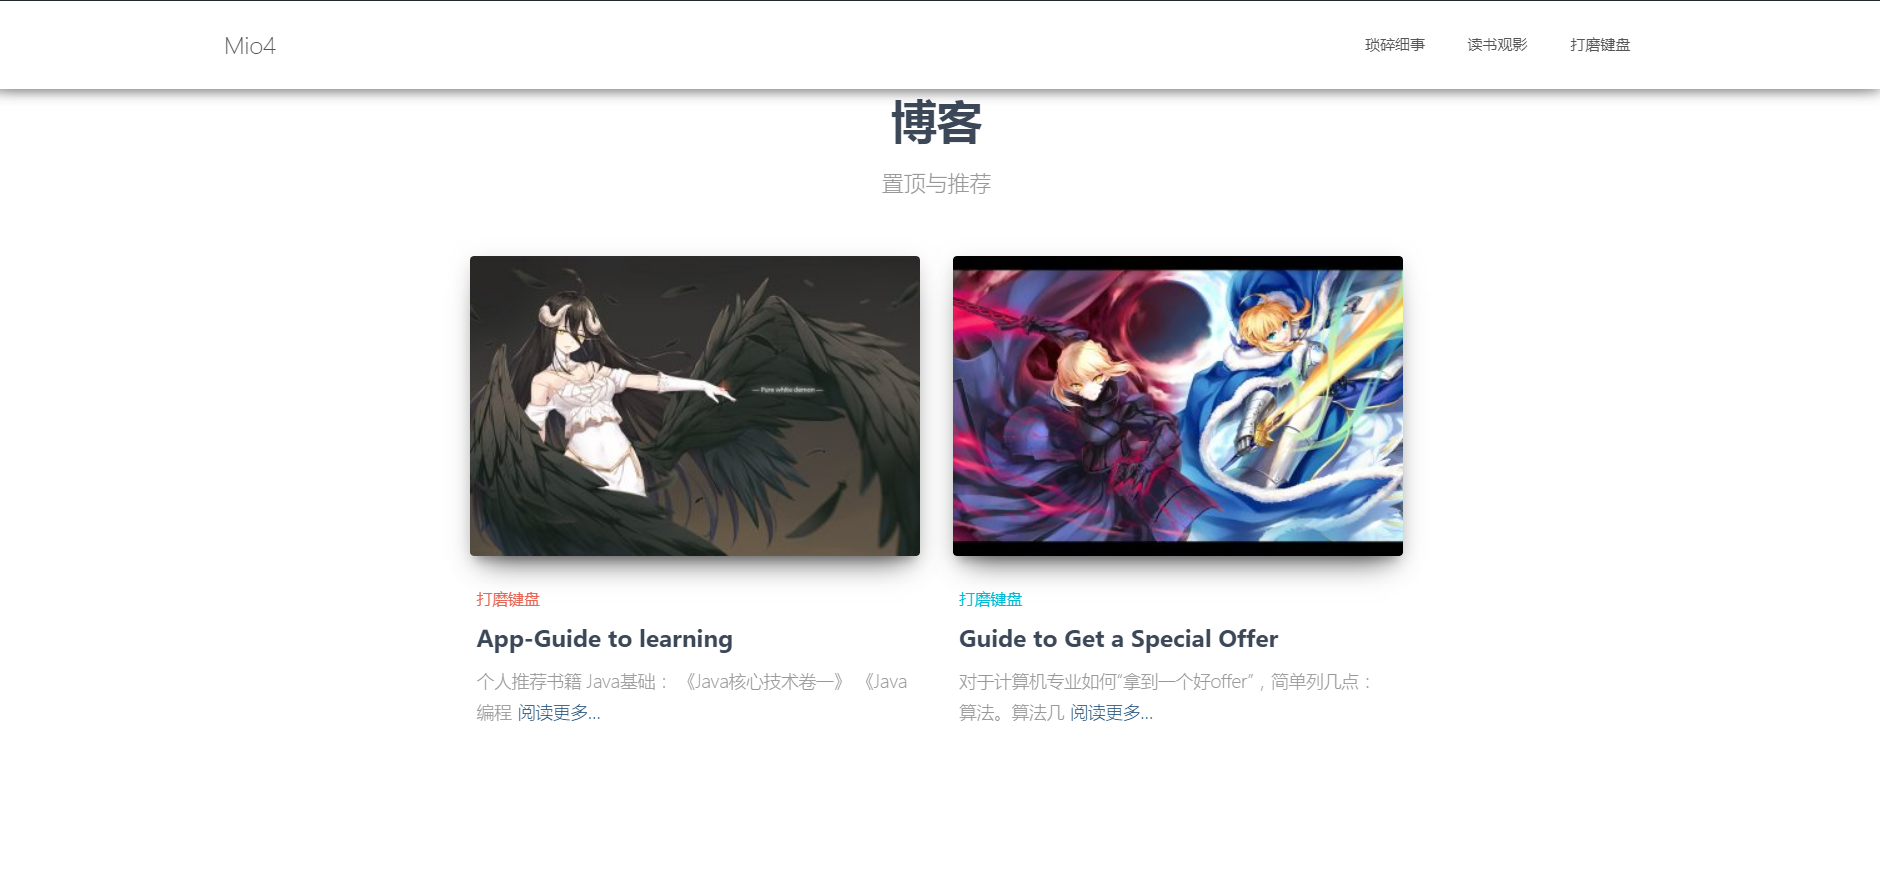 Mio4
琐碎细事 读书观影 打磨键盘
博客
置顶与推荐
— Pure white demon —
打磨键盘
App-Guide to learning
个人推荐书籍 Java基础： 《Java核心技术卷一》 《Java
编程 阅读更多…
打磨键盘
Guide to Get a Special Offer
对于计算机专业如何“拿到一个好offer”，简单列几点：
算法。算法几 阅读更多…